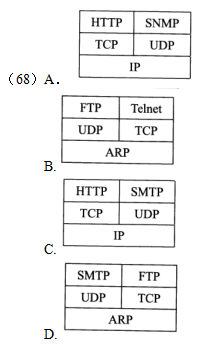 HTTP SNMP
TCP UDP
IP
（68）A.
FTP Telnet
UDP TCP
ARP
B.
HTTP SMTP
TCP UDP
IP
C.
SMTP FTP
UDP TCP
ARP
D.